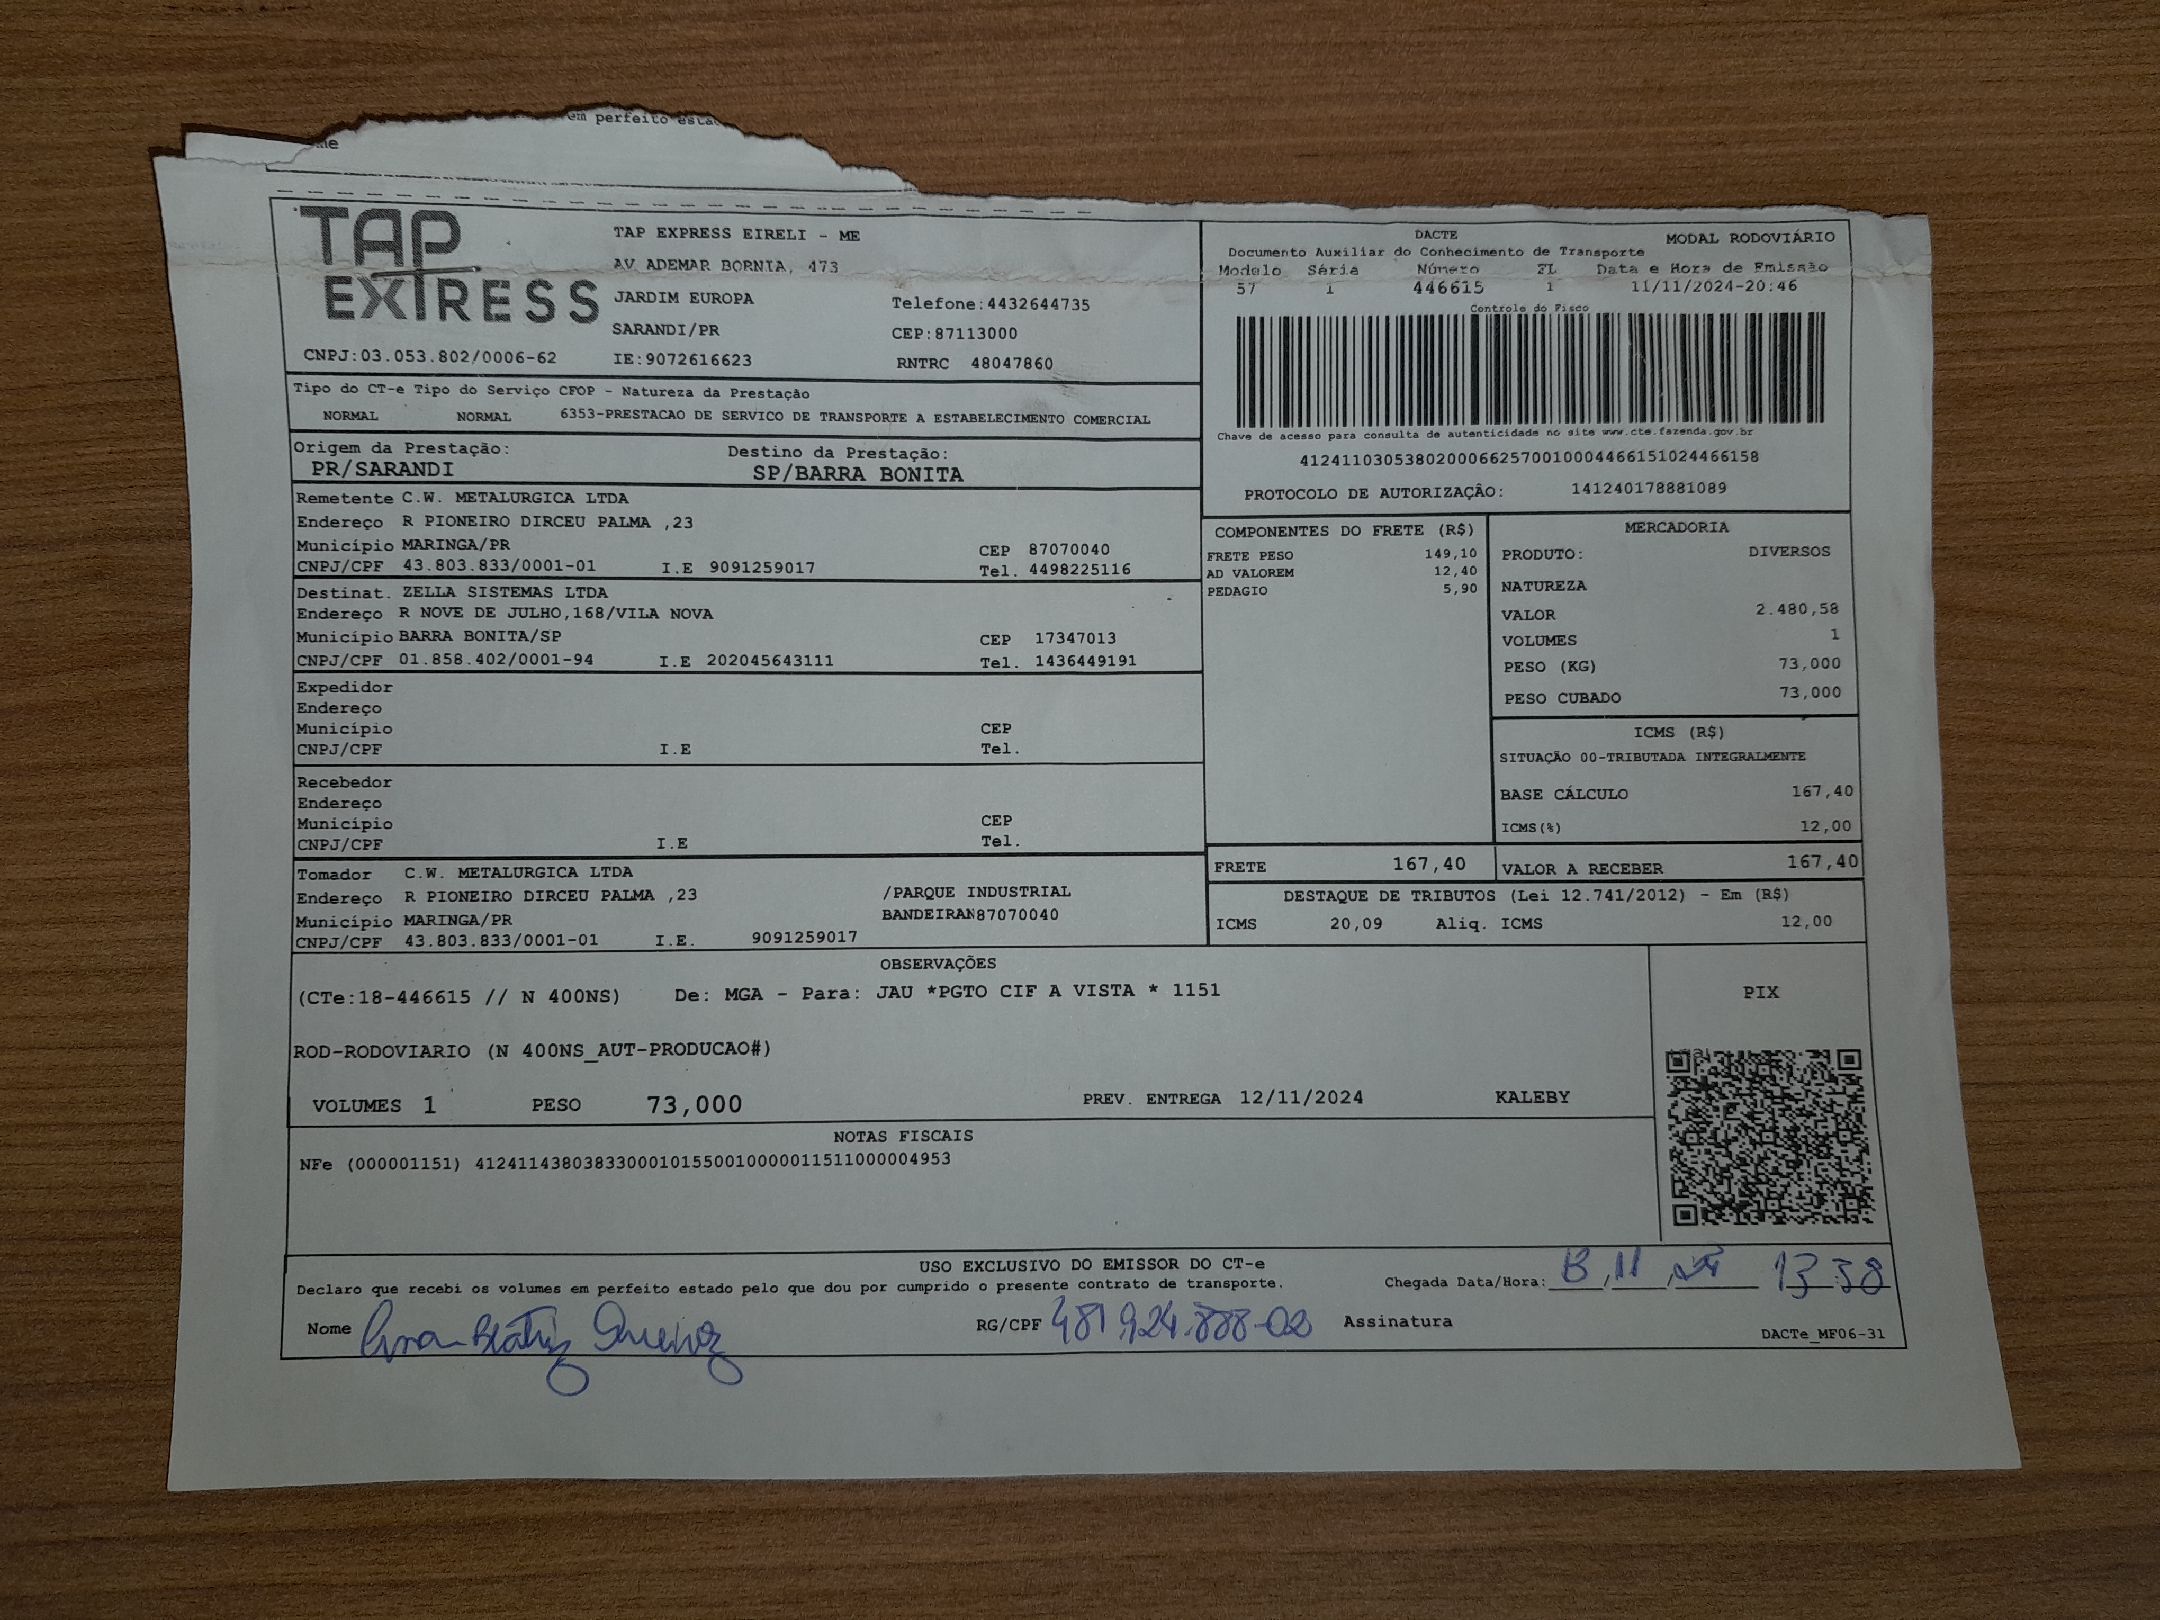 em perfeito esta
me
TAP
EXPRESS
TAP EXPRESS EIRELI - ME
AV ADEMAR BORNIA, 473
JARDIM EUROPA
Telefone:4432644735
SARANDI/PR
CEP:87113000
CNPJ:03.053.802/0006-62
IE:9072616623
RNTRC 48047860
DACTE
MODAL RODOVIÁRIO
Documento Auxiliar do Conhecimento de Transporte
Modelo Série Número FL Data e Hora de Emissão
57 1 446615 1 11/11/2024-20:46
Controle do Fisco
Chave de acesso para consulta de autenticidade no site www.cte.fazenda.gov.br
41241103053802000662570010004466151024466158
PROTOCOLO DE AUTORIZAÇÃO: 141240178881089
Tipo do CT-e Tipo do Serviço CFOP - Natureza da Prestação
NORMAL NORMAL 6353-PRESTACAO DE SERVICO DE TRANSPORTE A ESTABELECIMENTO COMERCIAL
Origem da Prestação: Destino da Prestação:
PR/SARANDI SP/BARRA BONITA
Remetente C.W. METALURGICA LTDA
Endereço R PIONEIRO DIRCEU PALMA ,23
Município MARINGA/PR CEP 87070040
CNPJ/CPF 43.803.833/0001-01 I.E 9091259017 Tel. 4498225116
Destinat. ZELLA SISTEMAS LTDA
Endereço R NOVE DE JULHO,168/VILA NOVA
Município BARRA BONITA/SP CEP 17347013
CNPJ/CPF 01.858.402/0001-94 I.E 202045643111 Tel. 1436449191
Expedidor
Endereço
Município CEP
CNPJ/CPF I.E Tel.
Recebedor
Endereço
Município CEP
CNPJ/CPF I.E Tel.
Tomador C.W. METALURGICA LTDA
Endereço R PIONEIRO DIRCEU PALMA ,23 /PARQUE INDUSTRIAL
Município MARINGA/PR BANDEIRAN87070040
CNPJ/CPF 43.803.833/0001-01 I.E. 9091259017
COMPONENTES DO FRETE (R$)
FRETE PESO 149,10
AD VALOREM 12,40
PEDAGIO 5,90
MERCADORIA
PRODUTO: DIVERSOS
NATUREZA
VALOR 2.480,58
VOLUMES 1
PESO (KG) 73,000
PESO CUBADO 73,000
ICMS (R$)
SITUAÇÃO 00-TRIBUTADA INTEGRALMENTE
BASE CÁLCULO 167,40
ICMS(%) 12,00
FRETE 167,40
VALOR A RECEBER 167,40
DESTAQUE DE TRIBUTOS (Lei 12.741/2012) - Em (R$)
ICMS 20,09 Aliq. ICMS 12,00
OBSERVAÇÕES
(CTe:18-446615 // N 400NS) De: MGA - Para: JAU *PGTO CIF A VISTA * 1151
ROD-RODOVIARIO (N 400NS_AUT-PRODUCAO#)
VOLUMES 1 PESO 73,000 PREV. ENTREGA 12/11/2024 KALEBY
PIX
NOTAS FISCAIS
NFe (000001151) 41241143803833000101550010000011511000004953
USO EXCLUSIVO DO EMISSOR DO CT-e
Declaro que recebi os volumes em perfeito estado pelo que dou por cumprido o presente contrato de transporte.
Chegada Data/Hora: 13,11,24 13:38
Nome Ana Beatriz Queiroz RG/CPF 481.924.888-02 Assinatura
DACTe_MF06-31